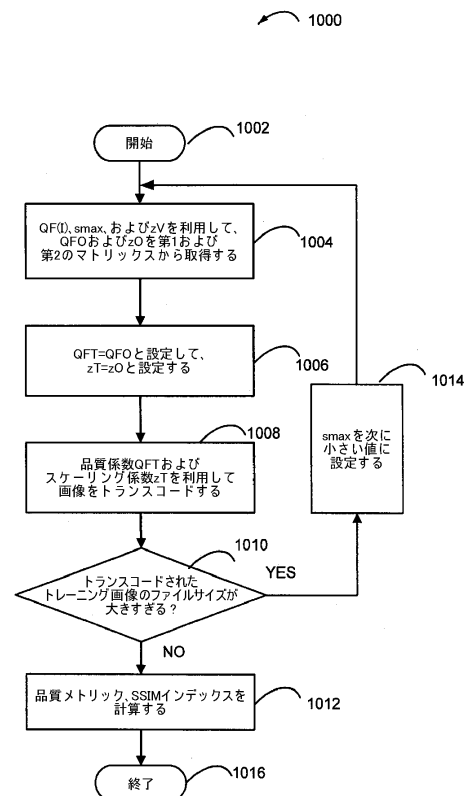 1000
開始
1002
QF(I)、smax、およびzVを利用して、
QFOおよびzOを第1および
第2のマトリックスから取得する
1004
QFT=QFOと設定して、
zT=zOと設定する
1006
1014
smaxを次に
小さい値に
設定する
1008
品質係数QFTおよび
スケーリング係数zTを利用して
画像をトランスコードする
1010
トランスコードされた
トレーニング画像のファイルサイズが
大きすぎる?
YES
NO
品質メトリック、SSIMインデックスを
計算する
1012
終了
1016